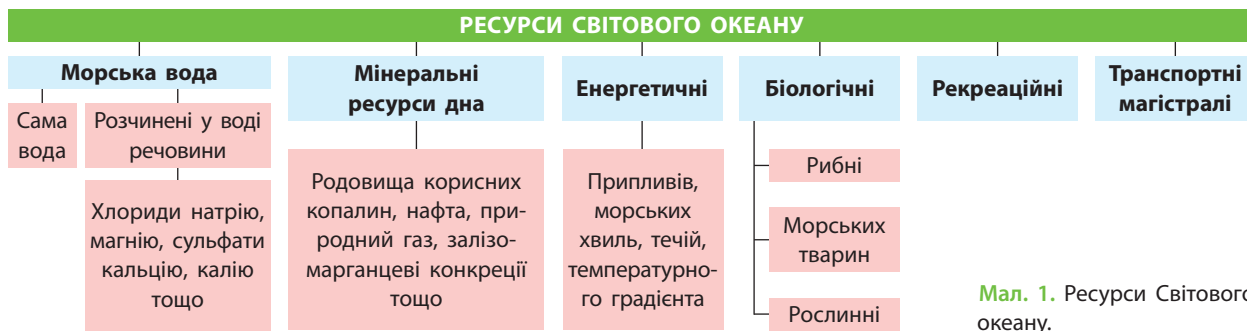 РЕСУРСИ СВІТОВОГО ОКЕАНУ
Морська вода
Сама
вода
Розчинені у воді
речовини
Хлориди натрію,
магнію, сульфати
кальцію, калію
тощо
Мінеральні
ресурси дна
Родовища корисних
копалин, нафта, при-
родний газ, залізо-
марганцеві конкреції
тощо
Енергетичні
Припливів,
морських
хвиль, течій,
температурно-
го градієнта
Біологічні
Рибні
Морських
тварин
Рослинні
Рекреаційні
Транспортні
магістралі
Мал. 1. Ресурси Світового
океану.